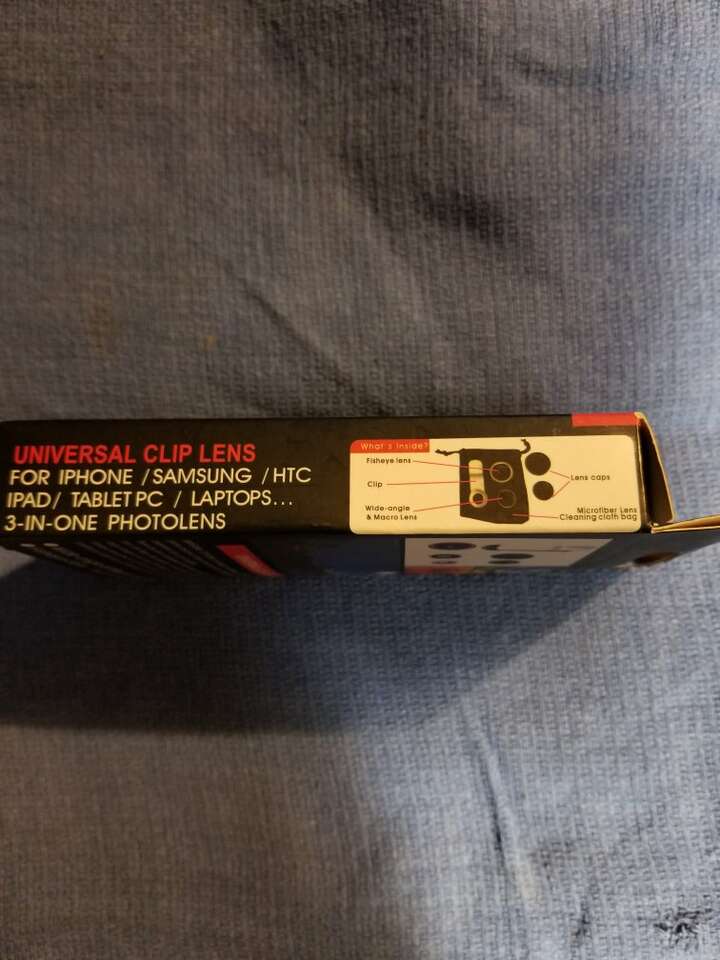 UNIVERSAL CLIP LENS
FOR IPHONE /SAMSUNG /HTC
IPAD/ TABLET PC / LAPTOPS...
3-IN-ONE PHOTOLENS
What's Inside?
Fisheye lens
Clip
Wide-angle
& Macro Lens
Lens caps
Microfiber Lens
Cleaning cloth bag